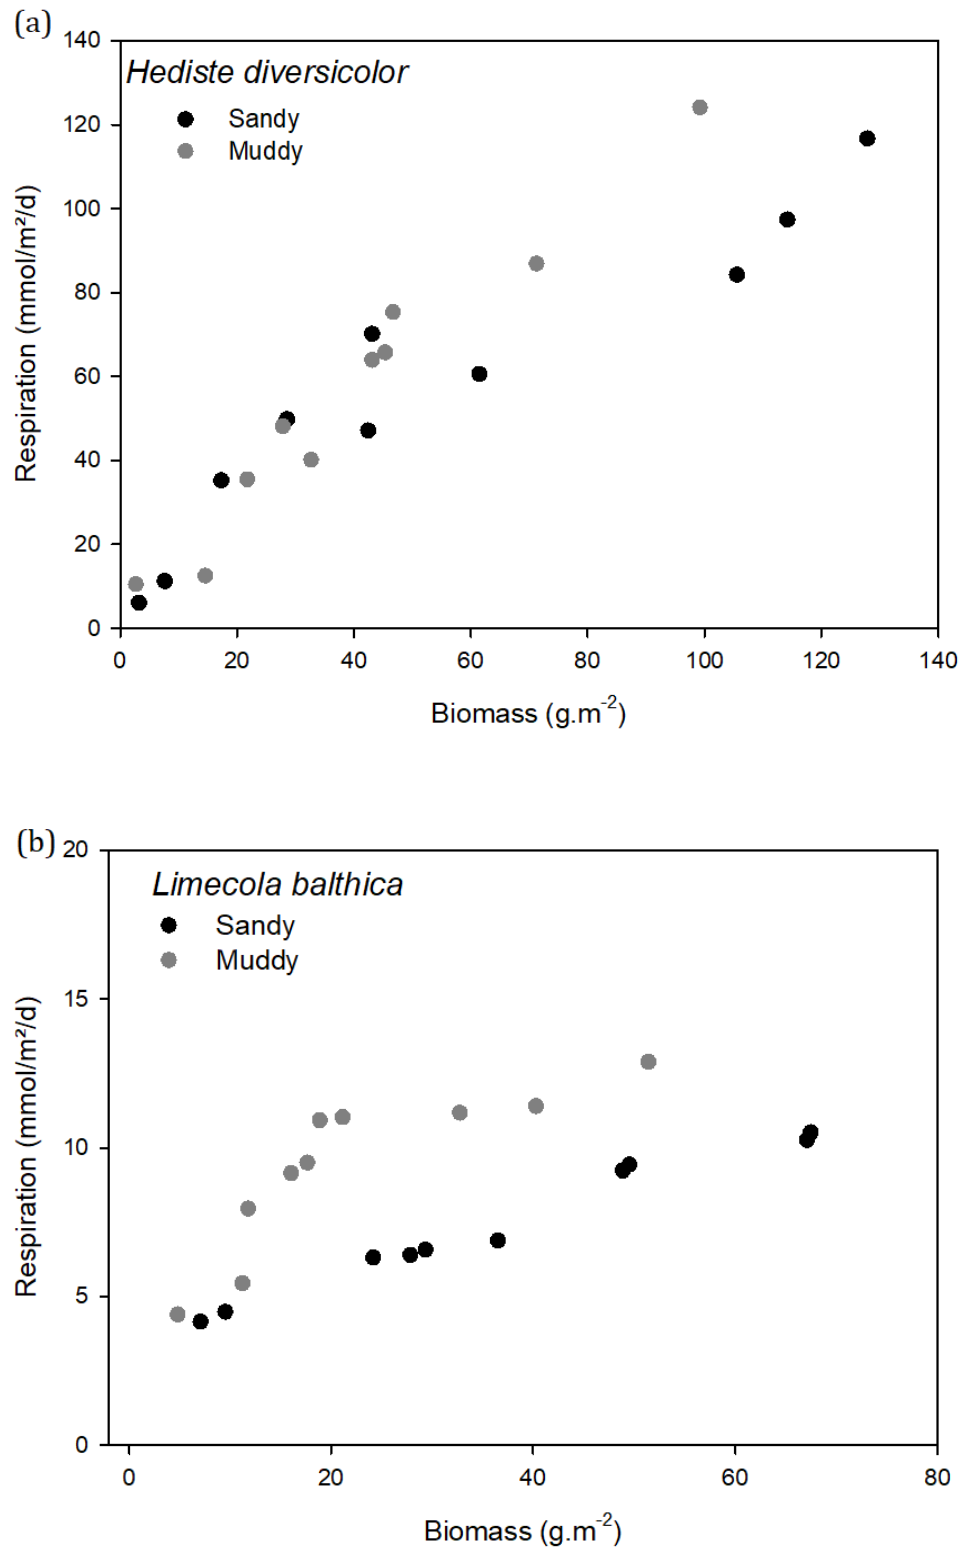 (a)
140
Hediste diversicolor
Sandy
Muddy
120
100
80
60
40
20
0
Respiration (mmol/m²/d)
0 20 40 60 80 100 120 140
Biomass (g.m-2)
(b)
20
Limecola balthica
Sandy
Muddy
15
10
5
0
Respiration (mmol/m²/d)
0 20 40 60 80
Biomass (g.m-2)